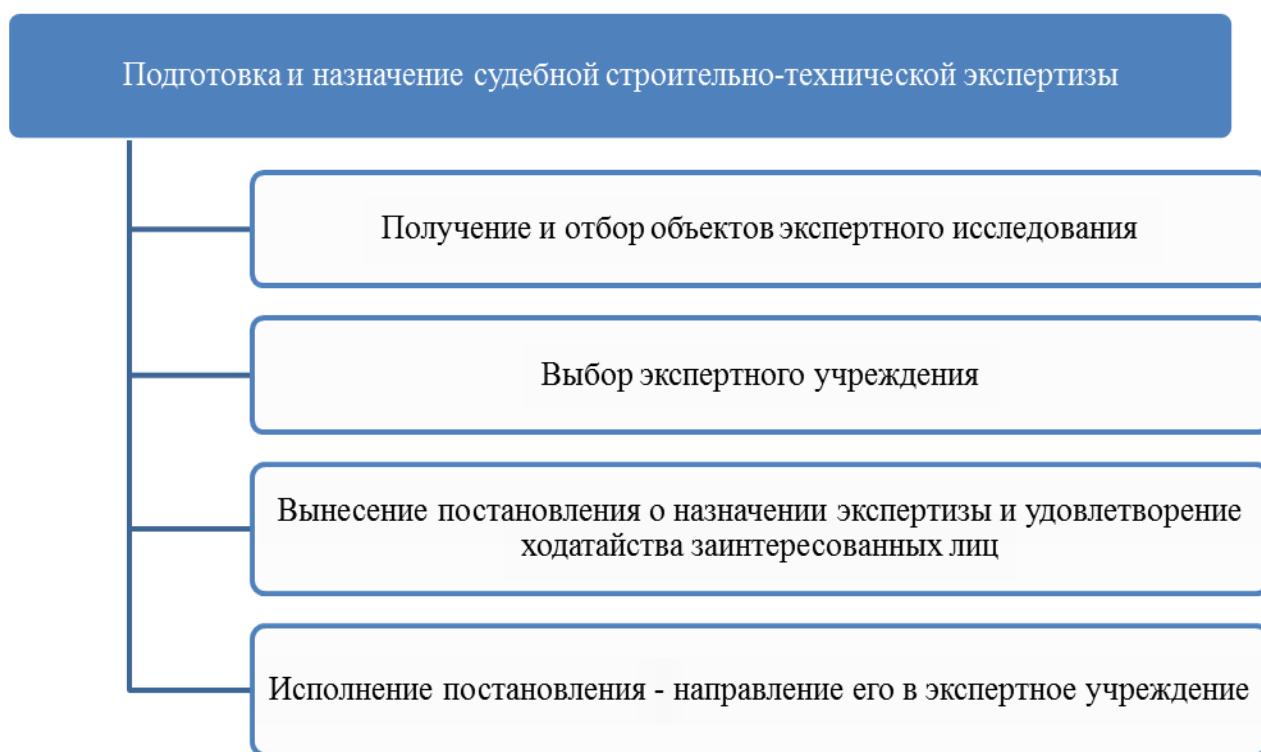 Подготовка и назначение судебной строительно-технической экспертизы
Получение и отбор объектов экспертного исследования
Выбор экспертного учреждения
Вынесение постановления о назначении экспертизы и удовлетворение
ходатайства заинтересованных лиц
Исполнение постановления - направление его в экспертное учреждение